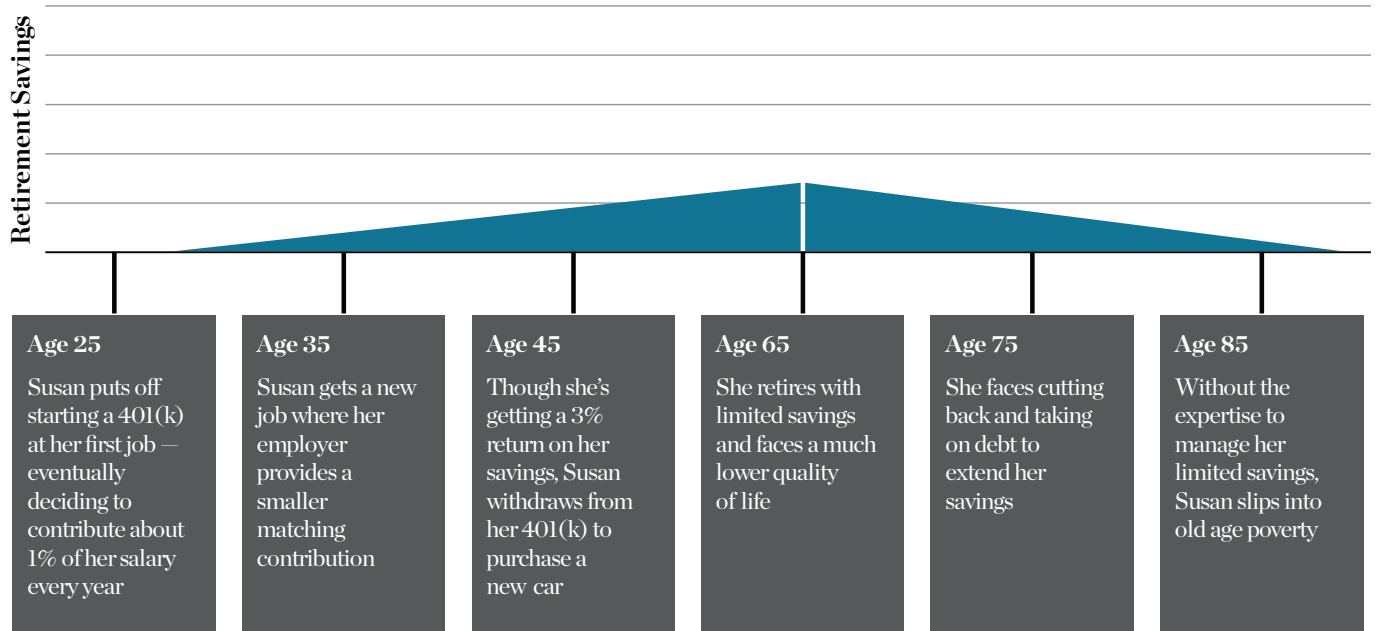 Retirement Savings
Age 25
Susan puts off
starting a 401(k)
at her first job —
eventually
deciding to
contribute about
1% of her salary
every year
Age 35
Susan gets a new
job where her
employer
provides a
smaller
matching
contribution
Age 45
Though she’s
getting a 3%
return on her
savings, Susan
withdraws from
her 401(k) to
purchase a
new car
Age 65
She retires with
limited savings
and faces a much
lower quality
of life
Age 75
She faces cutting
back and taking
on debt to
extend her
savings
Age 85
Without the
expertise to
manage her
limited savings,
Susan slips into
old age poverty